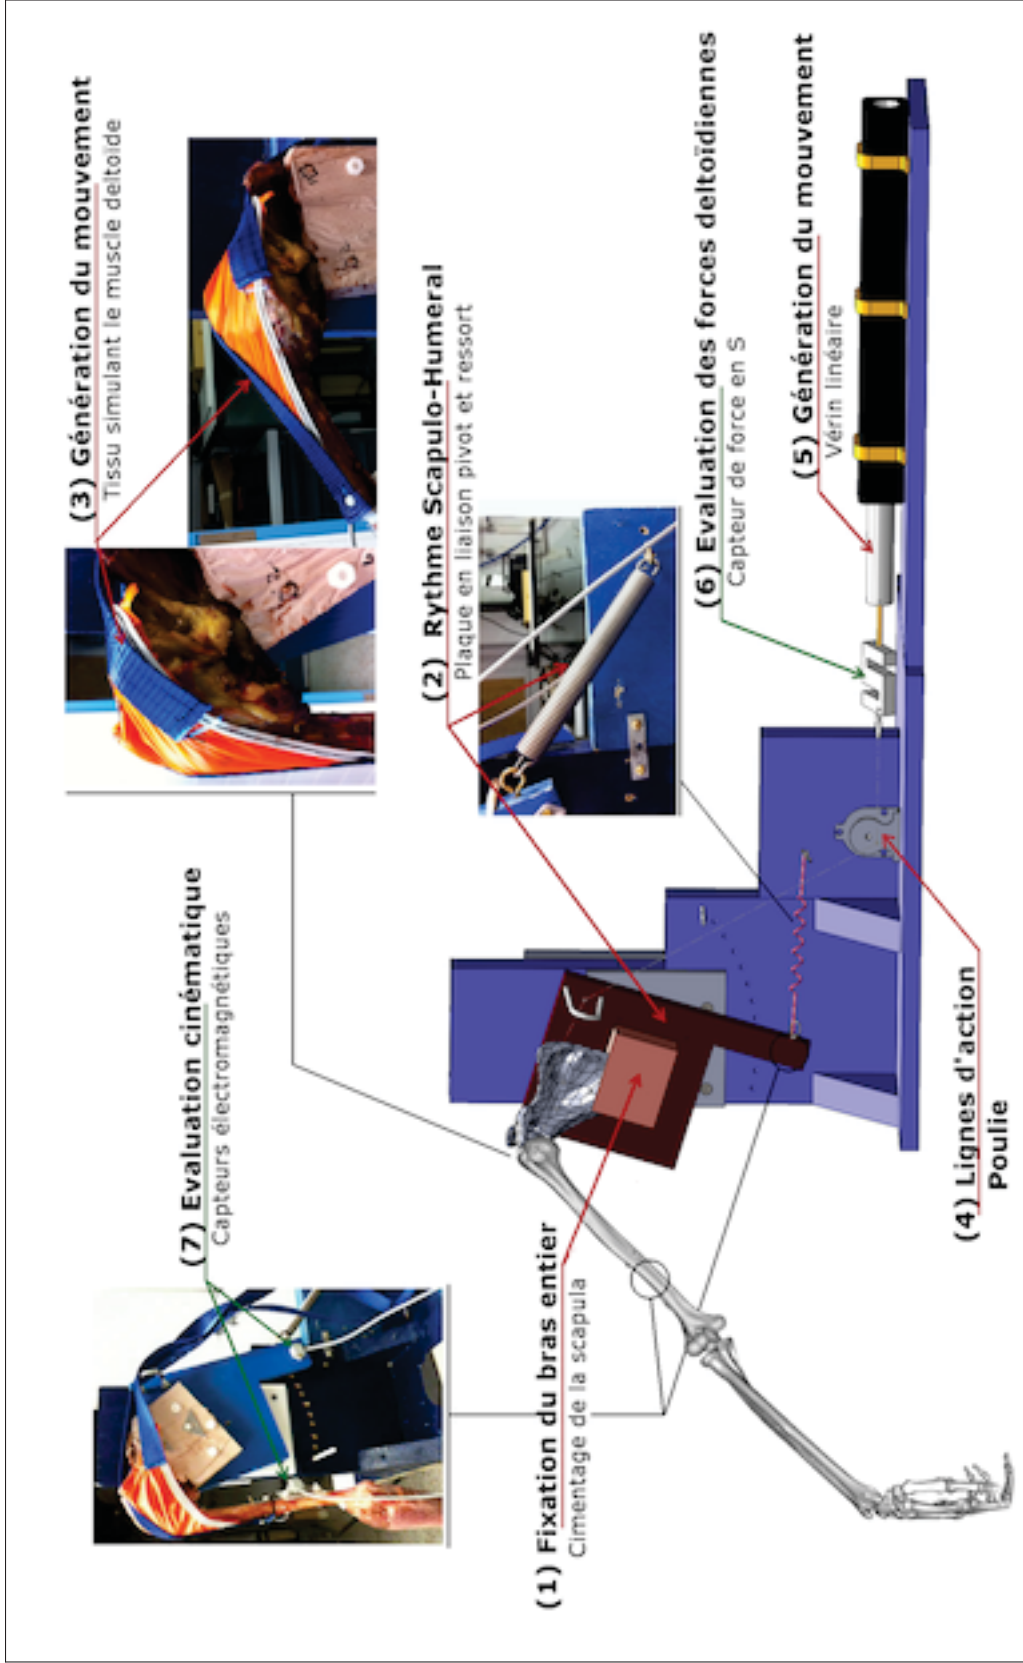 (7) Evaluation cinématique
Capteurs électromagnétiques
(3) Génération du mouvement
Tissu simulant le muscle deltoïde
(2) Rythme Scapulo-Humeral
Plaque en liaison pivot et ressort
(1) Fixation du bras entier
Cimentage de la scapula
(6) Evaluation des forces deltoïdiennes
Capteur de force en S
(5) Génération du mouvement
Vérin linéaire
(4) Lignes d'action
Poulie